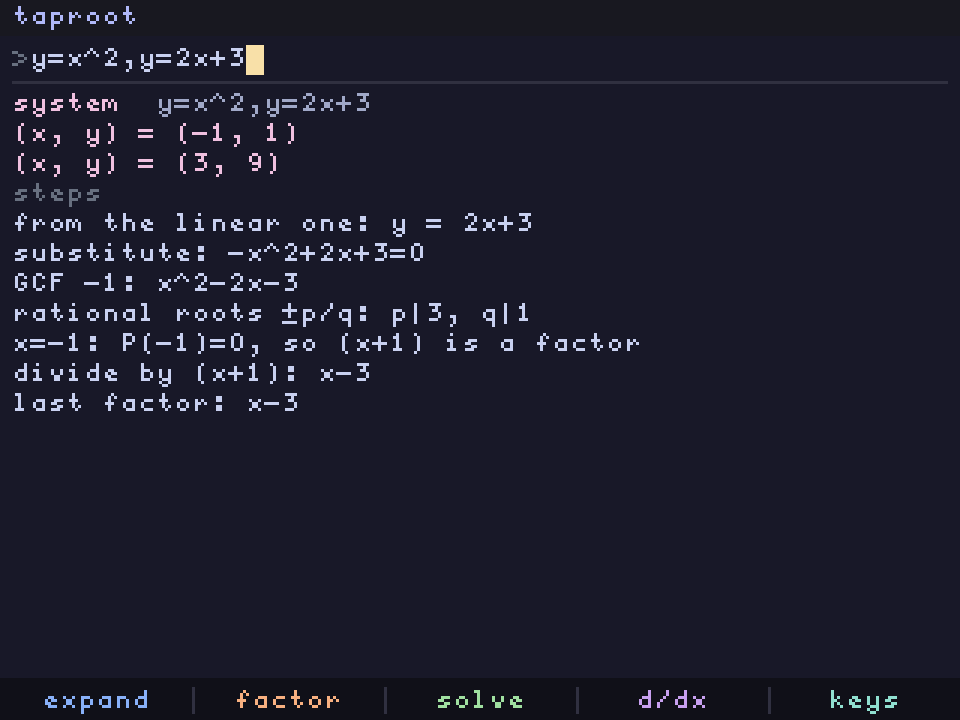 taproot
>y=x^2,y=2x+3
system  y=x^2,y=2x+3
(x, y) = (-1, 1)
(x, y) = (3, 9)
steps
from the linear one: y = 2x+3
substitute: -x^2+2x+3=0
GCF -1: x^2-2x-3
rational roots ±p/q: p|3, q|1
x=-1: P(-1)=0, so (x+1) is a factor
divide by (x+1): x-3
last factor: x-3
expand | factor | solve | d/dx | keys